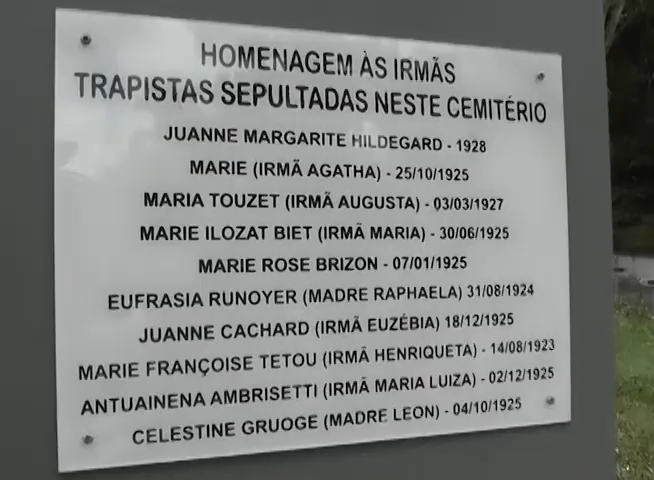 HOMENAGEM ÀS IRMÃS
TRAPISTAS SEPULTADAS NESTE CEMITÉRIO
JUANNE MARGARITE HILDEGARD - 1928
MARIE (IRMÃ AGATHA) - 25/10/1925
MARIA TOUZET (IRMÃ AUGUSTA) - 03/03/1927
MARIE ILOZAT BIET (IRMÃ MARIA) - 30/06/1925
MARIE ROSE BRIZON - 07/01/1925
EUFRASIA RUNOYER (MADRE RAPHAELA) 31/08/1924
JUANNE CACHARD (IRMÃ EUZÉBIA) 18/12/1925
MARIE FRANÇOISE TETOU (IRMÃ HENRIQUETA) - 14/08/1923
ANTUAINENA AMBRISETTI (IRMÃ MARIA LUIZA) - 02/12/1925
CELESTINE GRUOGE (MADRE LEON) - 04/10/1925